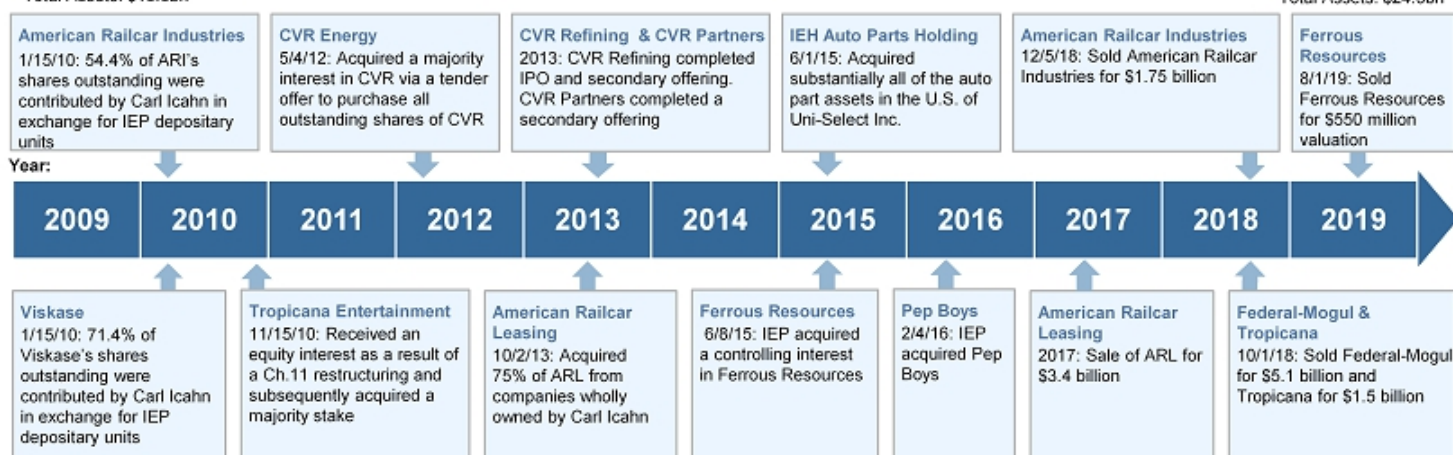 American Railcar Industries
1/15/10: 54.4% of ARI's
shares outstanding were
contributed by Carl Icahn in
exchange for IEP depositary
units
CVR Energy
5/4/12: Acquired a majority
interest in CVR via a tender
offer to purchase all
outstanding shares of CVR
CVR Refining & CVR Partners
2013: CVR Refining completed
IPO and secondary offering.
CVR Partners completed a
secondary offering
IEH Auto Parts Holding
6/1/15: Acquired
substantially all of the auto
part assets in the U.S. of
Uni-Select Inc.
American Railcar Industries
12/5/18: Sold American Railcar
Industries for $1.75 billion
Ferrous
Resources
8/1/19: Sold
Ferrous Resources
for $550 million
valuation
Year:
2009 2010 2011 2012 2013 2014 2015 2016 2017 2018 2019
Viskase
1/15/10: 71.4% of
Viskase's shares
outstanding were
contributed by Carl Icahn
in exchange for IEP
depositary units
Tropicana Entertainment
11/15/10: Received an
equity interest as a result of
a Ch.11 restructuring and
subsequently acquired a
majority stake
American Railcar
Leasing
10/2/13: Acquired
75% of ARL from
companies wholly
owned by Carl Icahn
Ferrous Resources
6/8/15: IEP acquired
a controlling interest
in Ferrous Resources
Pep Boys
2/4/16: IEP
acquired Pep
Boys
American Railcar
Leasing
2017: Sale of ARL for
$3.4 billion
Federal-Mogul &
Tropicana
10/1/18: Sold Federal-Mogul
for $5.1 billion and
Tropicana for $1.5 billion